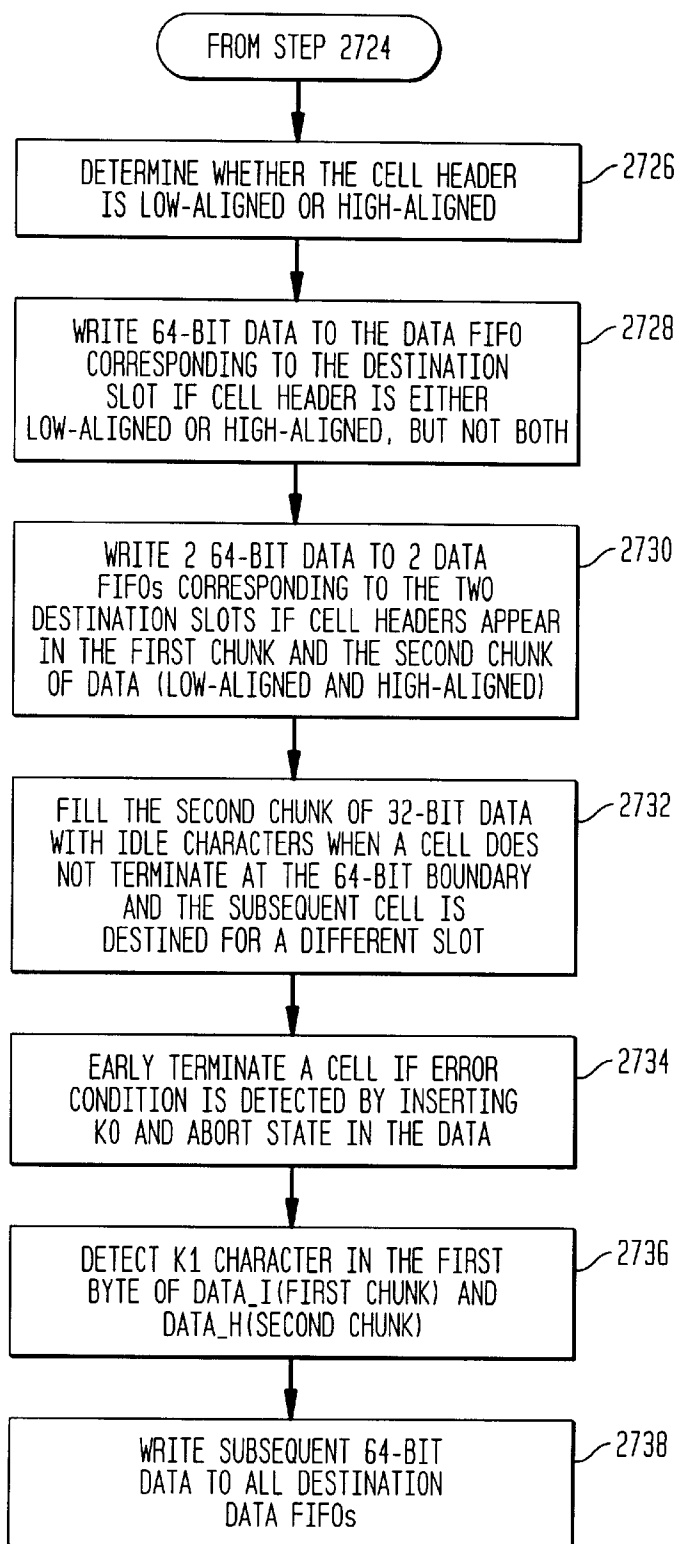 FROM STEP 2724
DETERMINE WHETHER THE CELL HEADER
IS LOW-ALIGNED OR HIGH-ALIGNED
2726
WRITE 64-BIT DATA TO THE DATA FIFO
CORRESPONDING TO THE DESTINATION
SLOT IF CELL HEADER IS EITHER
LOW-ALIGNED OR HIGH-ALIGNED, BUT NOT BOTH
2728
WRITE 2 64-BIT DATA TO 2 DATA
FIFOs CORRESPONDING TO THE TWO
DESTINATION SLOTS IF CELL HEADERS APPEAR
IN THE FIRST CHUNK AND THE SECOND CHUNK
OF DATA (LOW-ALIGNED AND HIGH-ALIGNED)
2730
FILL THE SECOND CHUNK OF 32-BIT DATA
WITH IDLE CHARACTERS WHEN A CELL DOES
NOT TERMINATE AT THE 64-BIT BOUNDARY
AND THE SUBSEQUENT CELL IS
DESTINED FOR A DIFFERENT SLOT
2732
EARLY TERMINATE A CELL IF ERROR
CONDITION IS DETECTED BY INSERTING
K0 AND ABORT STATE IN THE DATA
2734
DETECT K1 CHARACTER IN THE FIRST
BYTE OF DATA_I(FIRST CHUNK) AND
DATA_H(SECOND CHUNK)
2736
WRITE SUBSEQUENT 64-BIT
DATA TO ALL DESTINATION
DATA FIFOs
2738